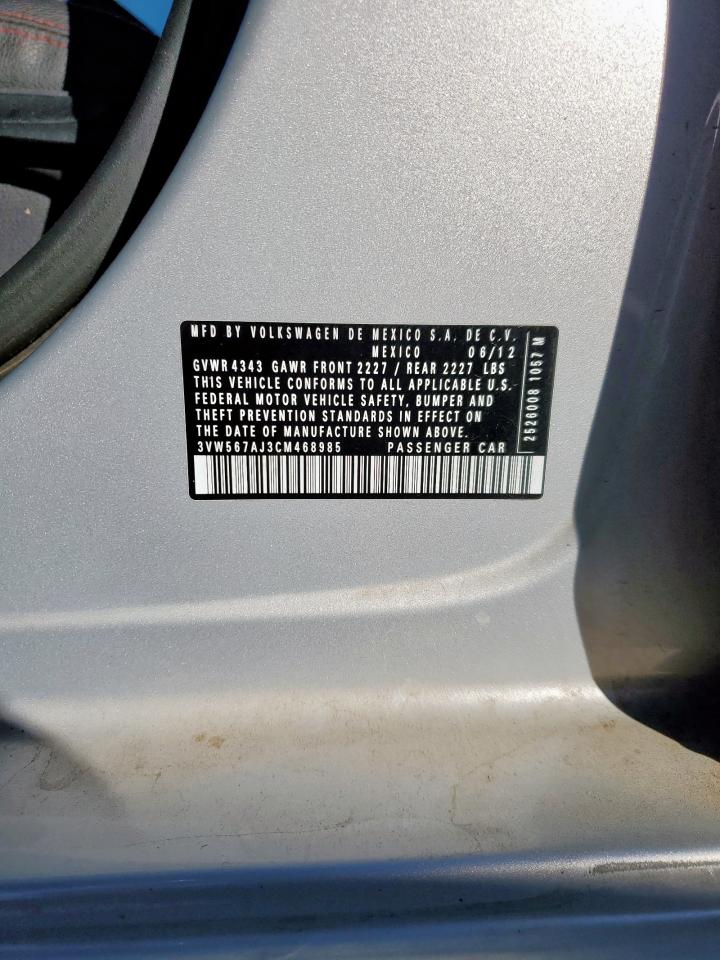 MFD BY VOLKSWAGEN DE MEXICO S.A. DE C.V.
MEXICO 06/12
GVWR 4343 GAWR FRONT 2227 / REAR 2227 LBS
THIS VEHICLE CONFORMS TO ALL APPLICABLE U.S.
FEDERAL MOTOR VEHICLE SAFETY, BUMPER AND
THEFT PREVENTION STANDARDS IN EFFECT ON
THE DATE OF MANUFACTURE SHOWN ABOVE.
3VW567AJ3CM468985 PASSENGER CAR
2526008 1057 M